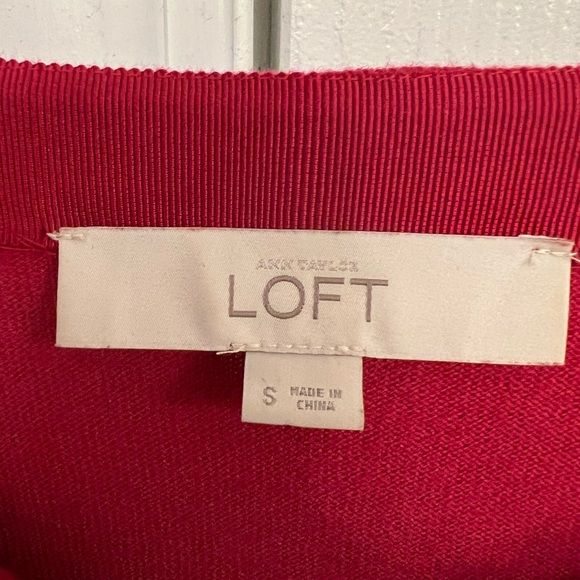 ANN TAYLOR
LOFT
S MADE IN
CHINA